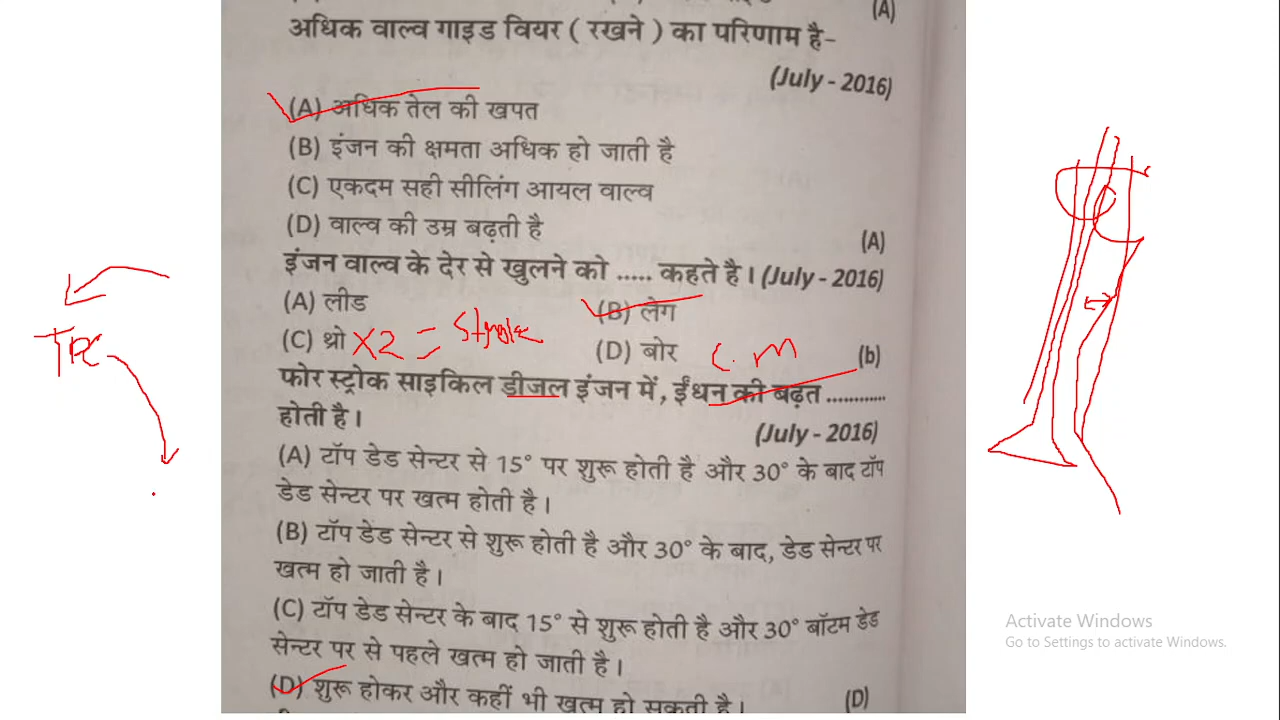 (A)
अधिक वाल्व गाइड वियर ( रखने ) का परिणाम है-
(July - 2016)
(A) अधिक तेल की खपत
(B) इंजन की क्षमता अधिक हो जाती है
(C) एकदम सही सीलिंग आयल वाल्व
(D) वाल्व की उम्र बढ़ती है
(A)
इंजन वाल्व के देर से खुलने को ..... कहते है। (July - 2016)
(A) लीड
(B) लेग
(C) थ्रो X2 = Stroke
(D) बोर C.M
(b)
फोर स्ट्रोक साइकिल डीजल इंजन में, ईंधन की बढ़त ............
होती है।
(July - 2016)
(A) टॉप डेड सेन्टर से 15° पर शुरू होती है और 30° के बाद टॉप
डेड सेन्टर पर खत्म होती है।
(B) टॉप डेड सेन्टर से शुरू होती है और 30° के बाद, डेड सेन्टर पर
खत्म हो जाती है।
(C) टॉप डेड सेन्टर के बाद 15° से शुरू होती है और 30° बॉटम डेड
सेन्टर पर से पहले खत्म हो जाती है।
(D) शुरू होकर और कहीं भी खत्म हो सकती है।
(D)
TDC
Activate Windows
Go to Settings to activate Windows.